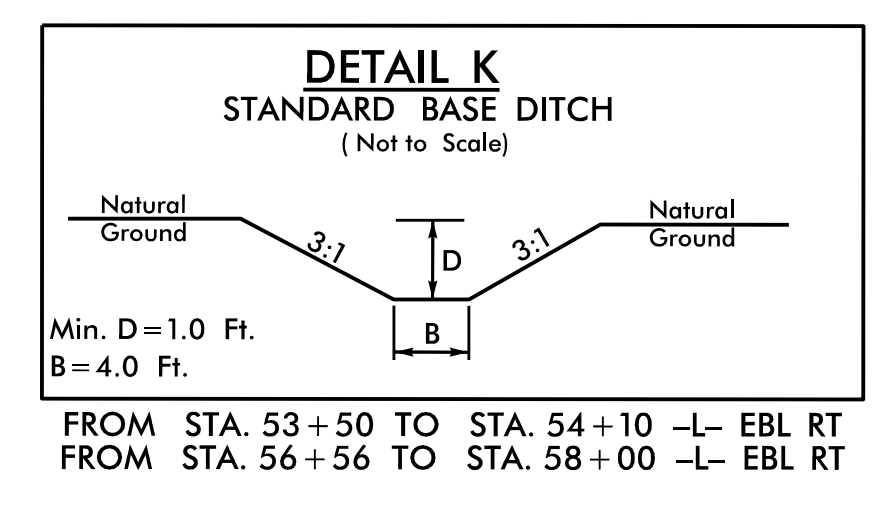 DETAIL K
STANDARD BASE DITCH
( Not to Scale)
Natural
Ground
3:1
D
3:1
Natural
Ground
Min. D=1.0 Ft.
B=4.0 Ft.
B
FROM STA. 53+50 TO STA. 54+10 -L- EBL RT
FROM STA. 56+56 TO STA. 58+00 -L- EBL RT